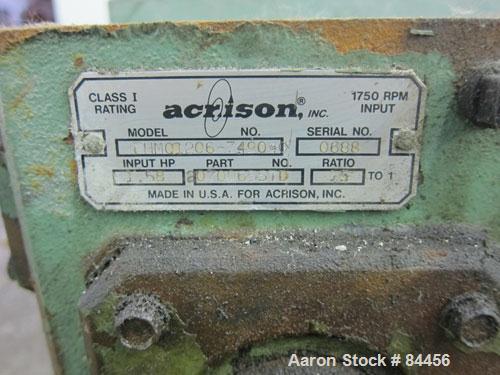 CLASS I RATING
acrison, INC.
1750 RPM INPUT
MODEL NO. SERIAL NO.
0688
INPUT HP PART NO. RATIO
25 TO 1
MADE IN U.S.A. FOR ACRISON, INC.
Aaron Stock # 84456